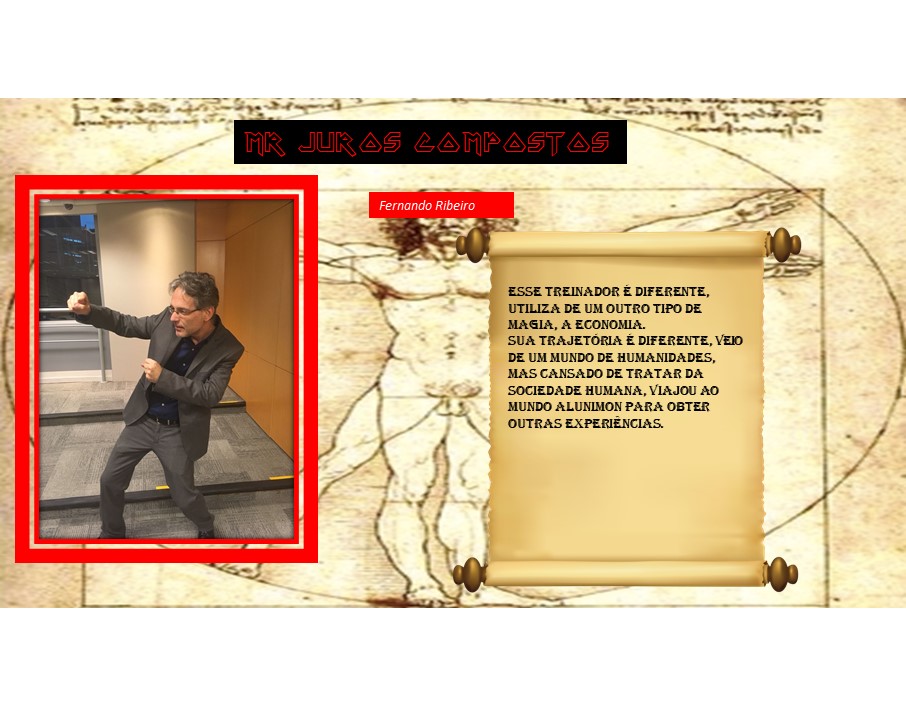 MR JUROS COMPOSTOS
Fernando Ribeiro
ESSE TREINADOR É DIFERENTE,
UTILIZA DE UM OUTRO TIPO DE
MAGIA, A ECONOMIA.
SUA TRAJETÓRIA É DIFERENTE, VEIO
DE UM MUNDO DE HUMANIDADES,
MAS CANSADO DE TRATAR DA
SOCIEDADE HUMANA, VIAJOU AO
MUNDO ALUNIMON PARA OBTER
OUTRAS EXPERIÊNCIAS.